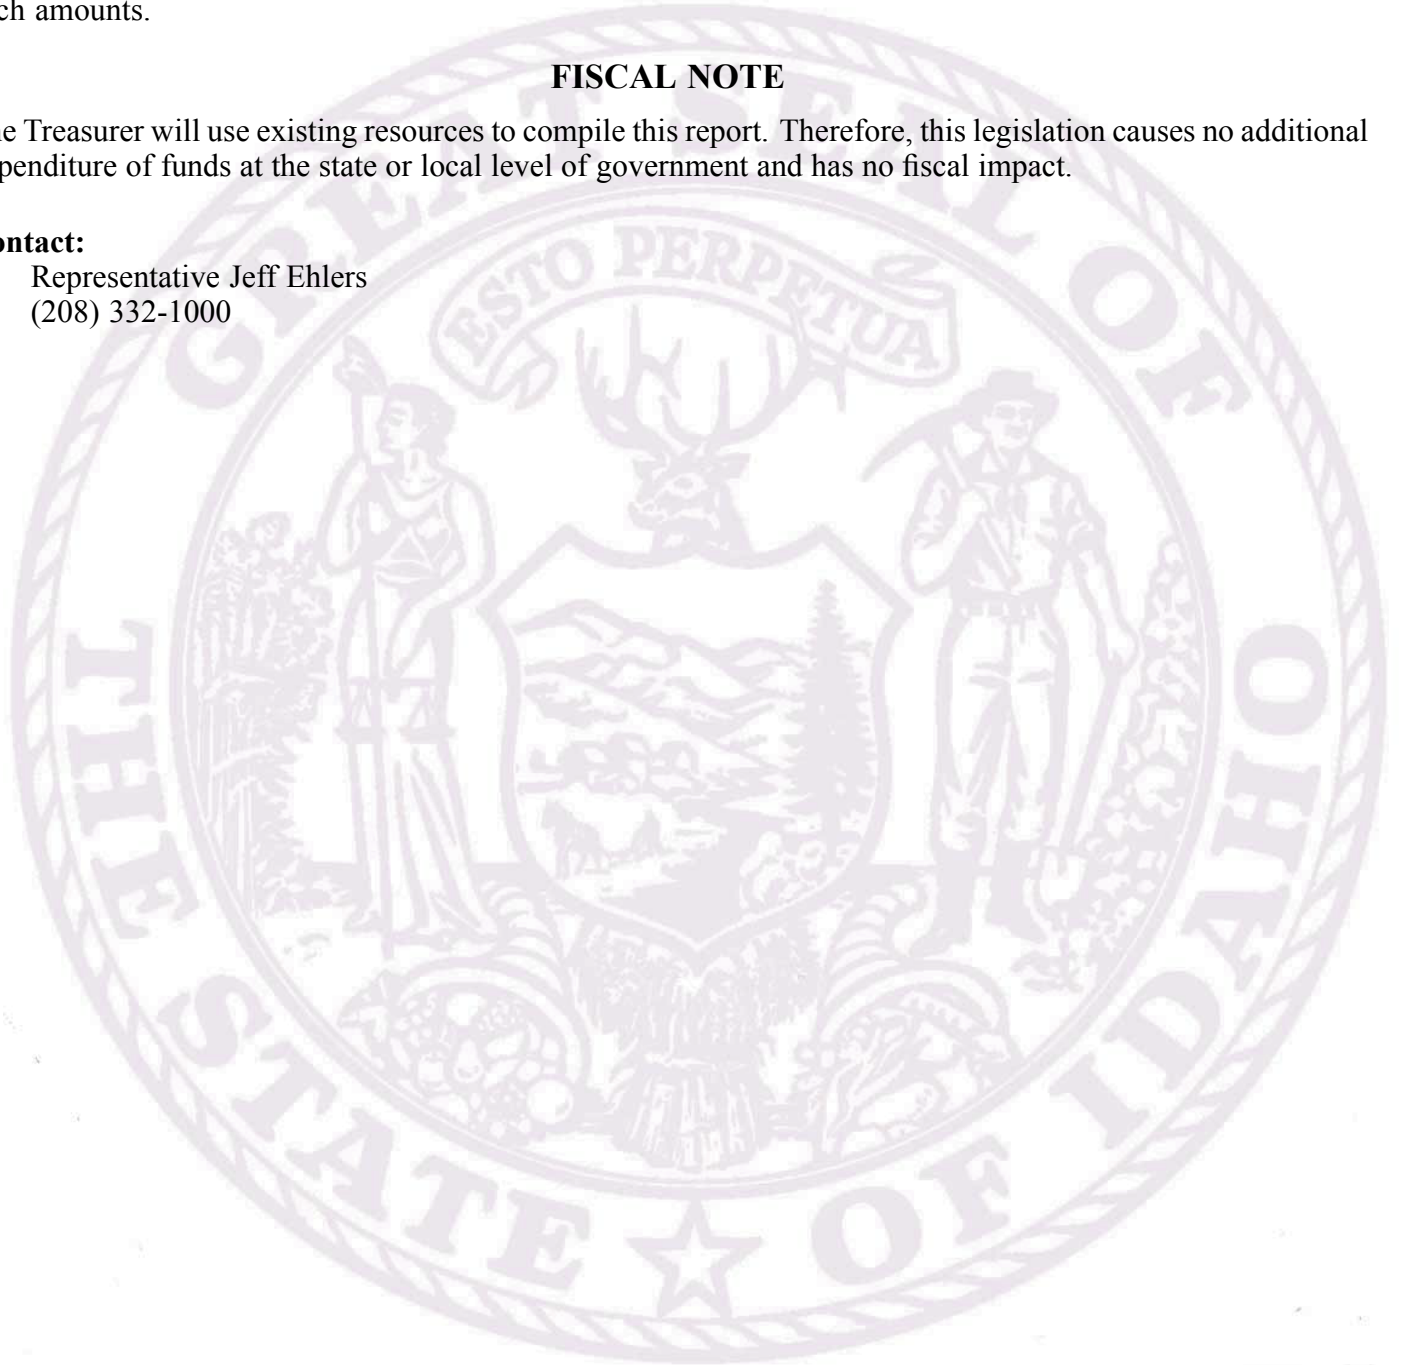 ch amounts.
FISCAL NOTE
e Treasurer will use existing resources to compile this report. Therefore, this legislation causes no additional
penditure of funds at the state or local level of government and has no fiscal impact.
ontact:
Representative Jeff Ehlers
(208) 332-1000
GREAT SEAL OF
ESTO PERPETUA
THE STATE OF IDAHO